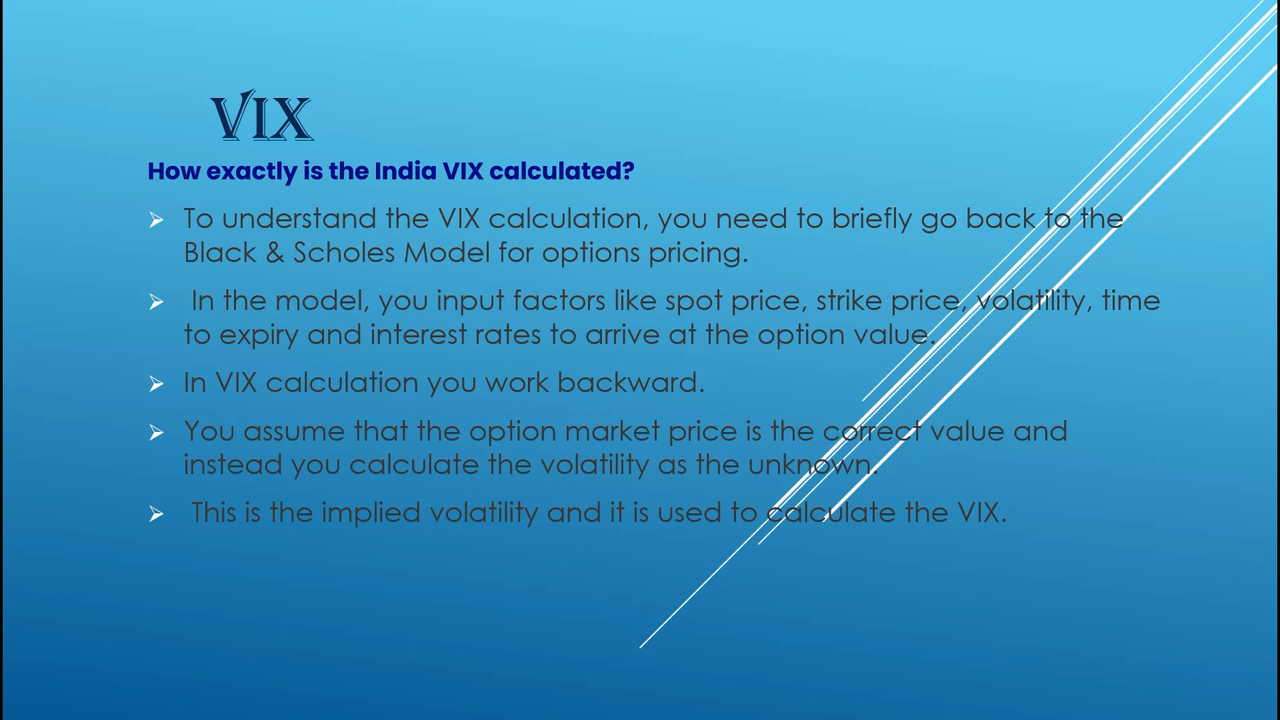 VIX
How exactly is the India VIX calculated?
To understand the VIX calculation, you need to briefly go back to the
Black & Scholes Model for options pricing.
In the model, you input factors like spot price, strike price, volatility, time
to expiry and interest rates to arrive at the option value.
In VIX calculation you work backward.
You assume that the option market price is the correct value and
instead you calculate the volatility as the unknown.
This is the implied volatility and it is used to calculate the VIX.